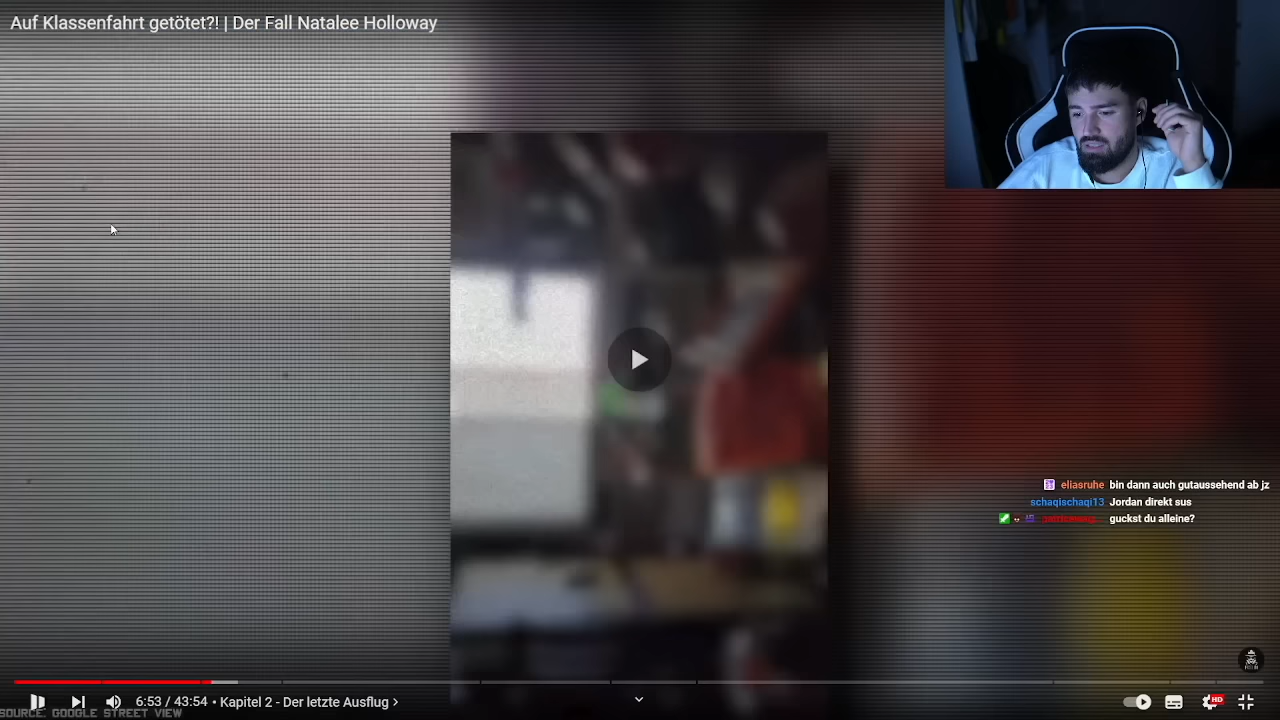 Auf Klassenfahrt getötet?! | Der Fall Natalee Holloway
eliasruhe bin dann auch gutaussehend ab jz
schaqischaqi13 Jordan direkt sus
guckst du alleine?
6:53 / 43:54 • Kapitel 2 - Der letzte Ausflug
HD
SOURCE: GOOGLE STREET VIEW